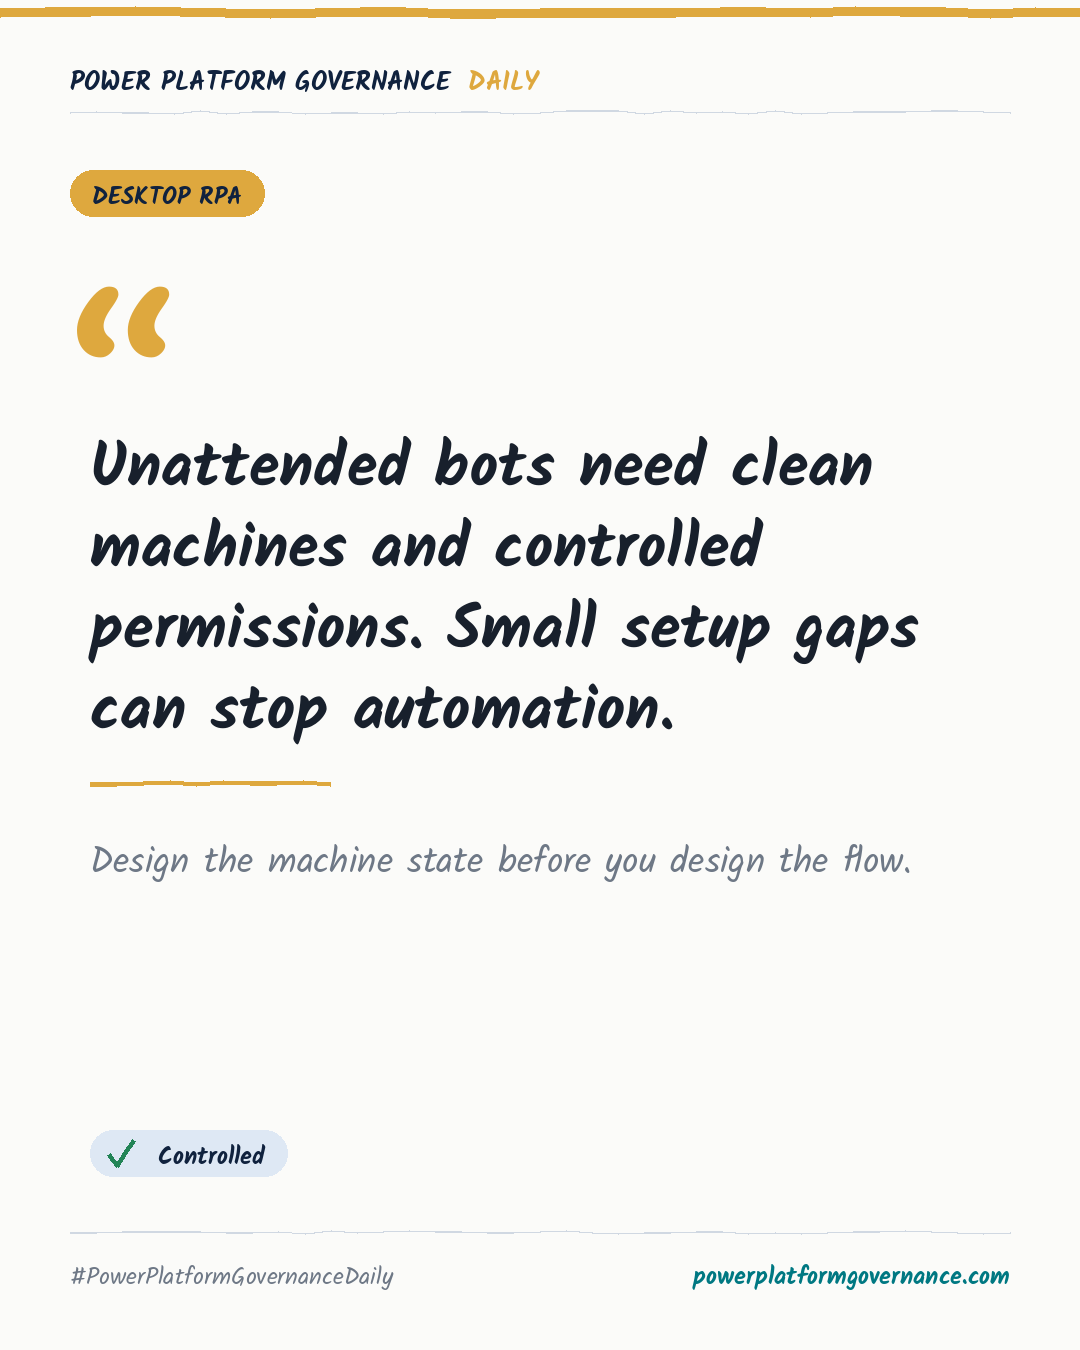 POWER PLATFORM GOVERNANCE DAILY
DESKTOP RPA
“
Unattended bots need clean
machines and controlled
permissions. Small setup gaps
can stop automation.
Design the machine state before you design the flow.
Controlled
#PowerPlatformGovernanceDaily
powerplatformgovernance.com